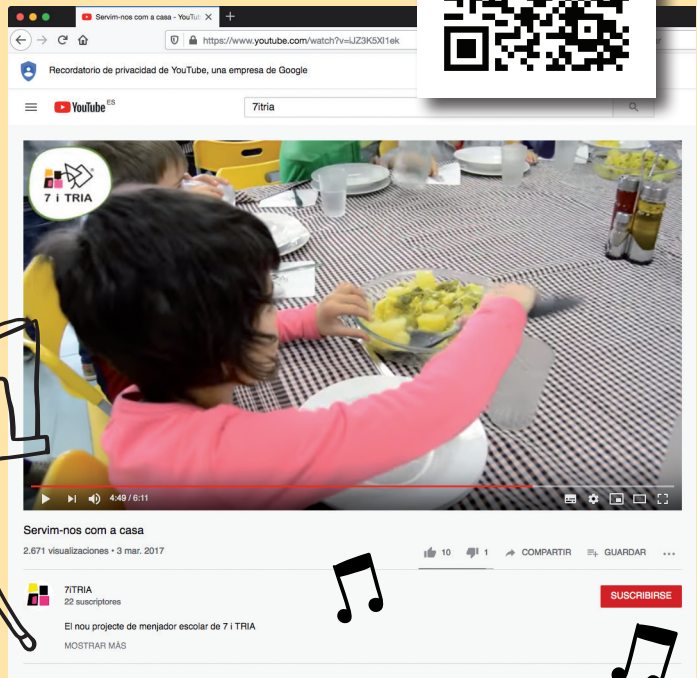 Servim-nos com a casa - YouTub
https://www.youtube.com/watch?v=iJZ3K5XI1ek
Recordatorio de privacidad de YouTube, una empresa de Google
YouTube ES
7itria
7 i TRIA
4:49 / 6:11
Servim-nos com a casa
2.671 visualizaciones • 3 mar. 2017
10 1 COMPARTIR GUARDAR
7iTRIA
22 suscriptores
SUSCRIBIRSE
El nou projecte de menjador escolar de 7 i TRIA
MOSTRAR MÁS